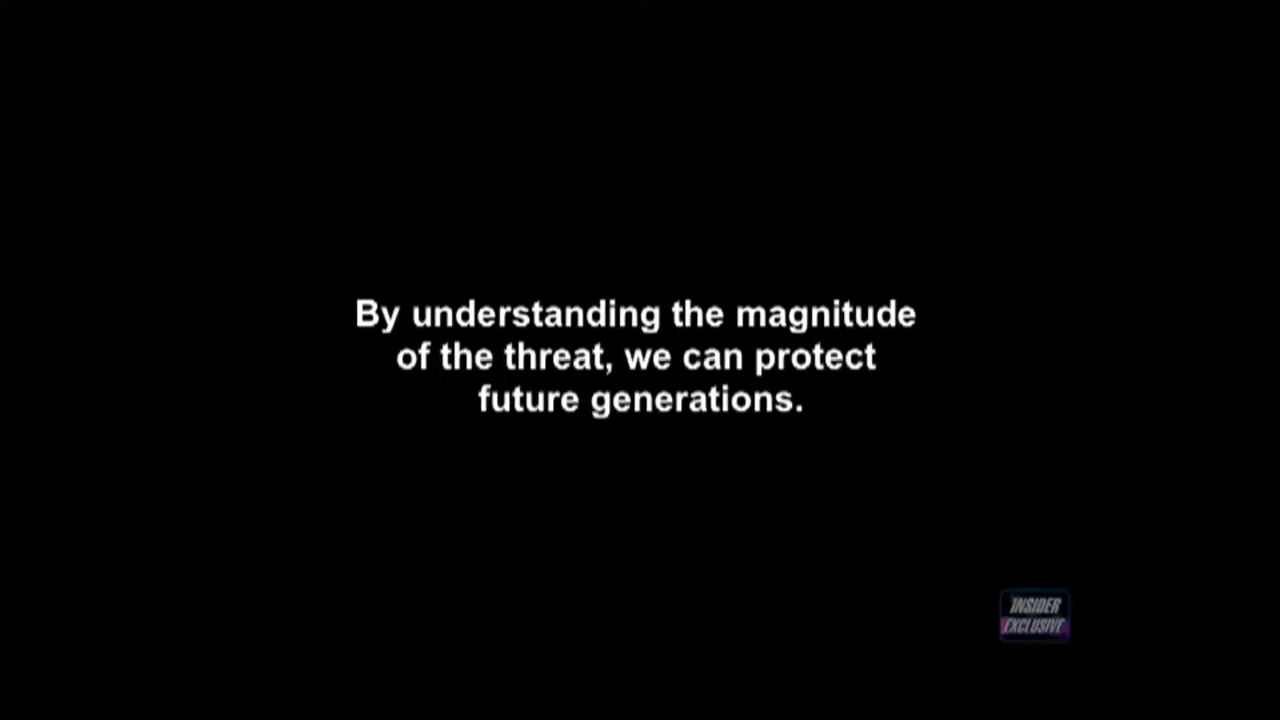 By understanding the magnitude
of the threat, we can protect
future generations.
INSIDER
EXCLUSIVE